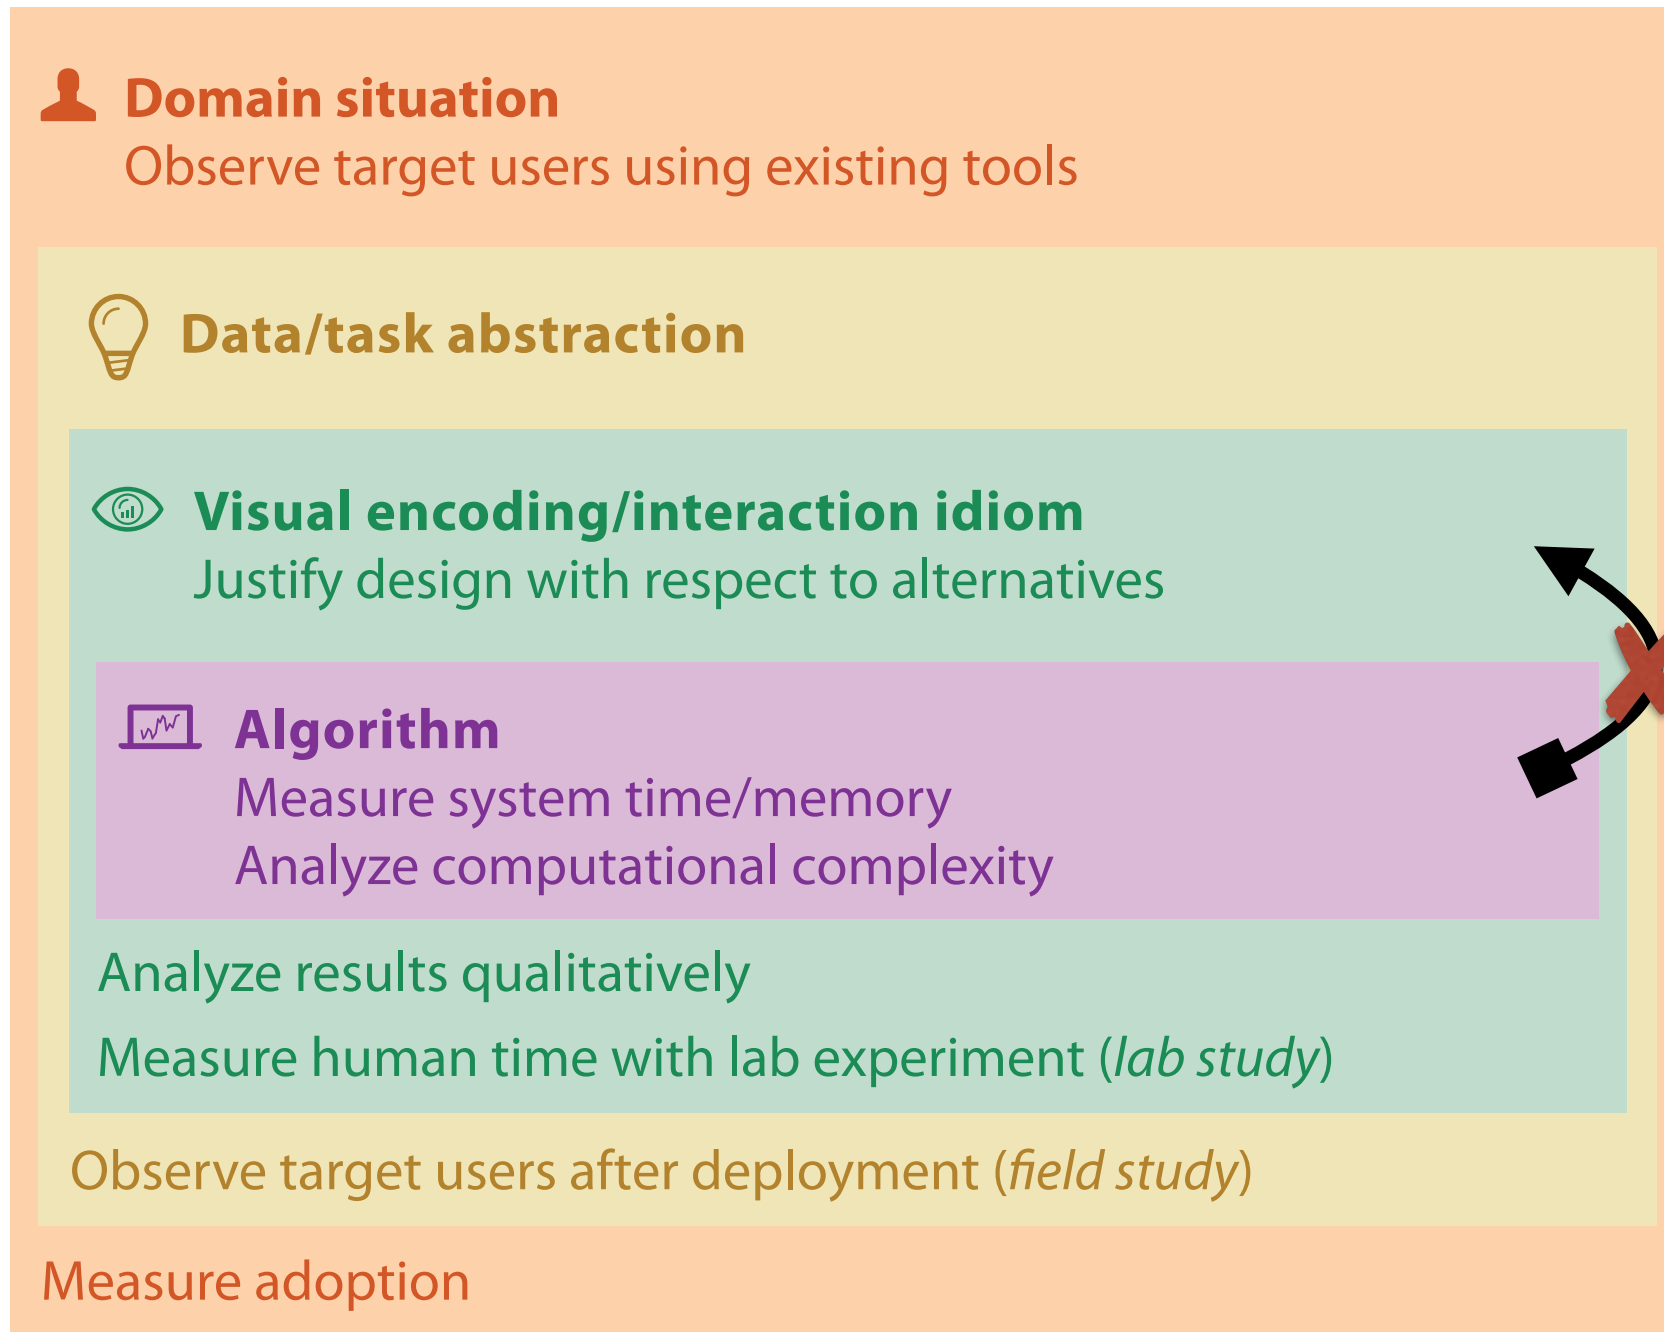 Domain situation
Observe target users using existing tools
Data/task abstraction
Visual encoding/interaction idiom
Justify design with respect to alternatives
Algorithm
Measure system time/memory
Analyze computational complexity
Analyze results qualitatively
Measure human time with lab experiment (lab study)
Observe target users after deployment (field study)
Measure adoption